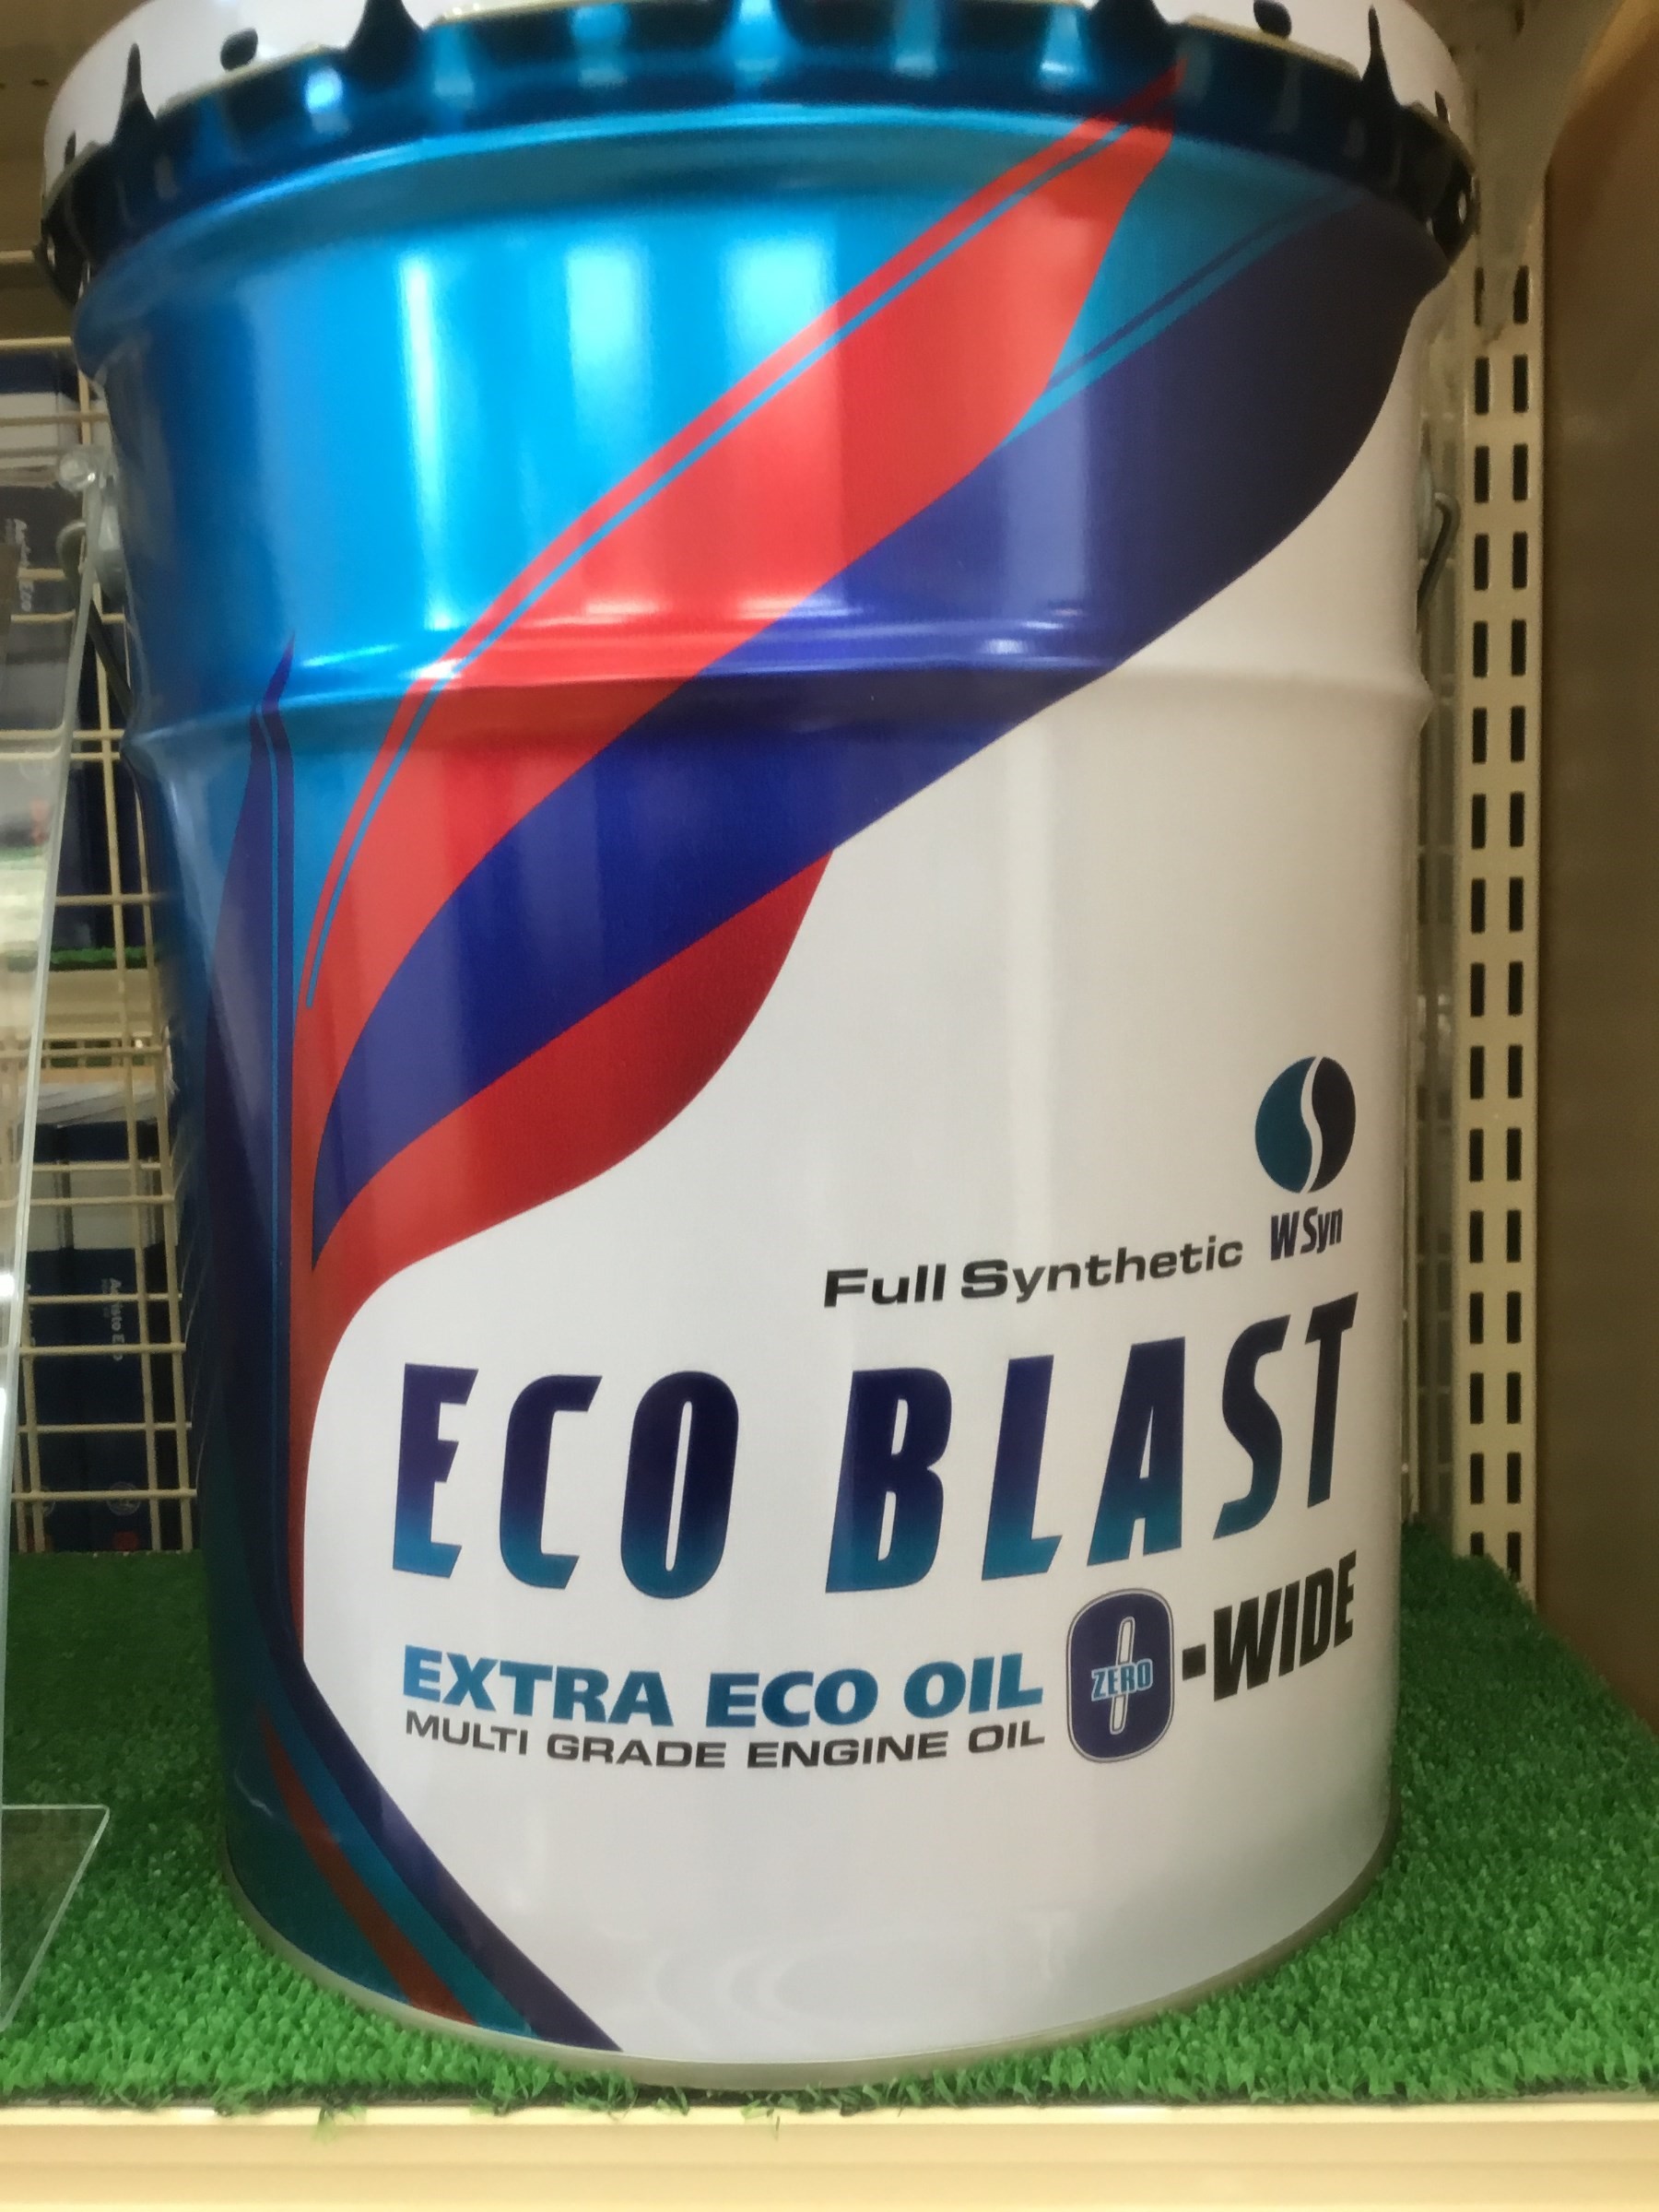 W Syn
Full Synthetic
ECO BLAST
EXTRA ECO OIL
MULTI GRADE ENGINE OIL
0-WIDE
ZERO